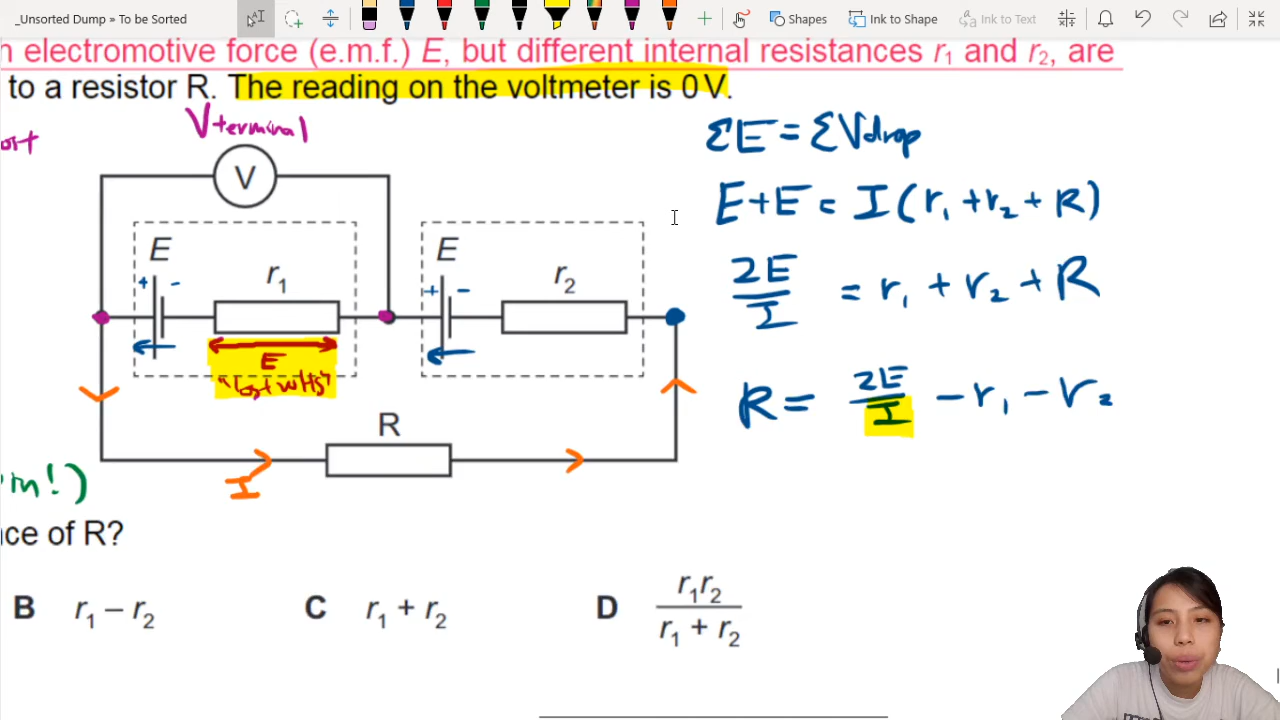 _Unsorted Dump » To be Sorted
Shapes
Ink to Shape
Ink to Text
n electromotive force (e.m.f.) E, but different internal resistances r₁ and r₂, are
to a resistor R. The reading on the voltmeter is 0 V.
Vterminal
ost
V
ΣE = ΣVdrop
E+E = I(r₁ + r₂ + R)
E
r₁
E
r₂
+ -
+ -
2E/I = r₁ + r₂ + R
E
"lost volts"
R = 2E/I - r₁ - r₂
R
I
m!)
ce of R?
B r₁ – r₂
C r₁ + r₂
D r₁r₂/(r₁ + r₂)